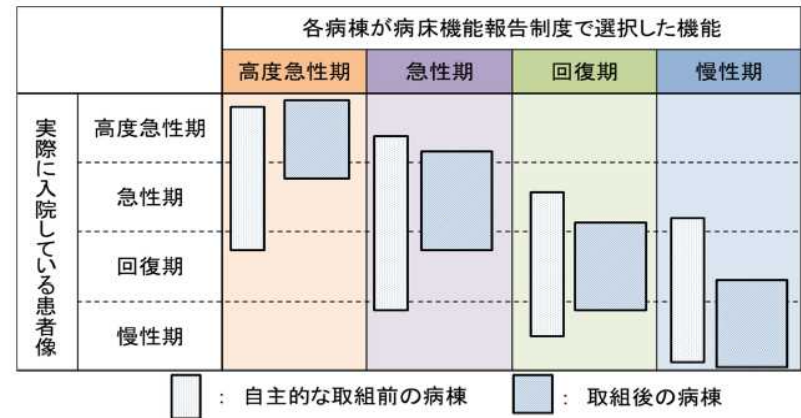 各病棟が病床機能報告制度で選択した機能
高度急性期 急性期 回復期 慢性期
実際に入院している患者像
高度急性期
急性期
回復期
慢性期
： 自主的な取組前の病棟 ： 取組後の病棟